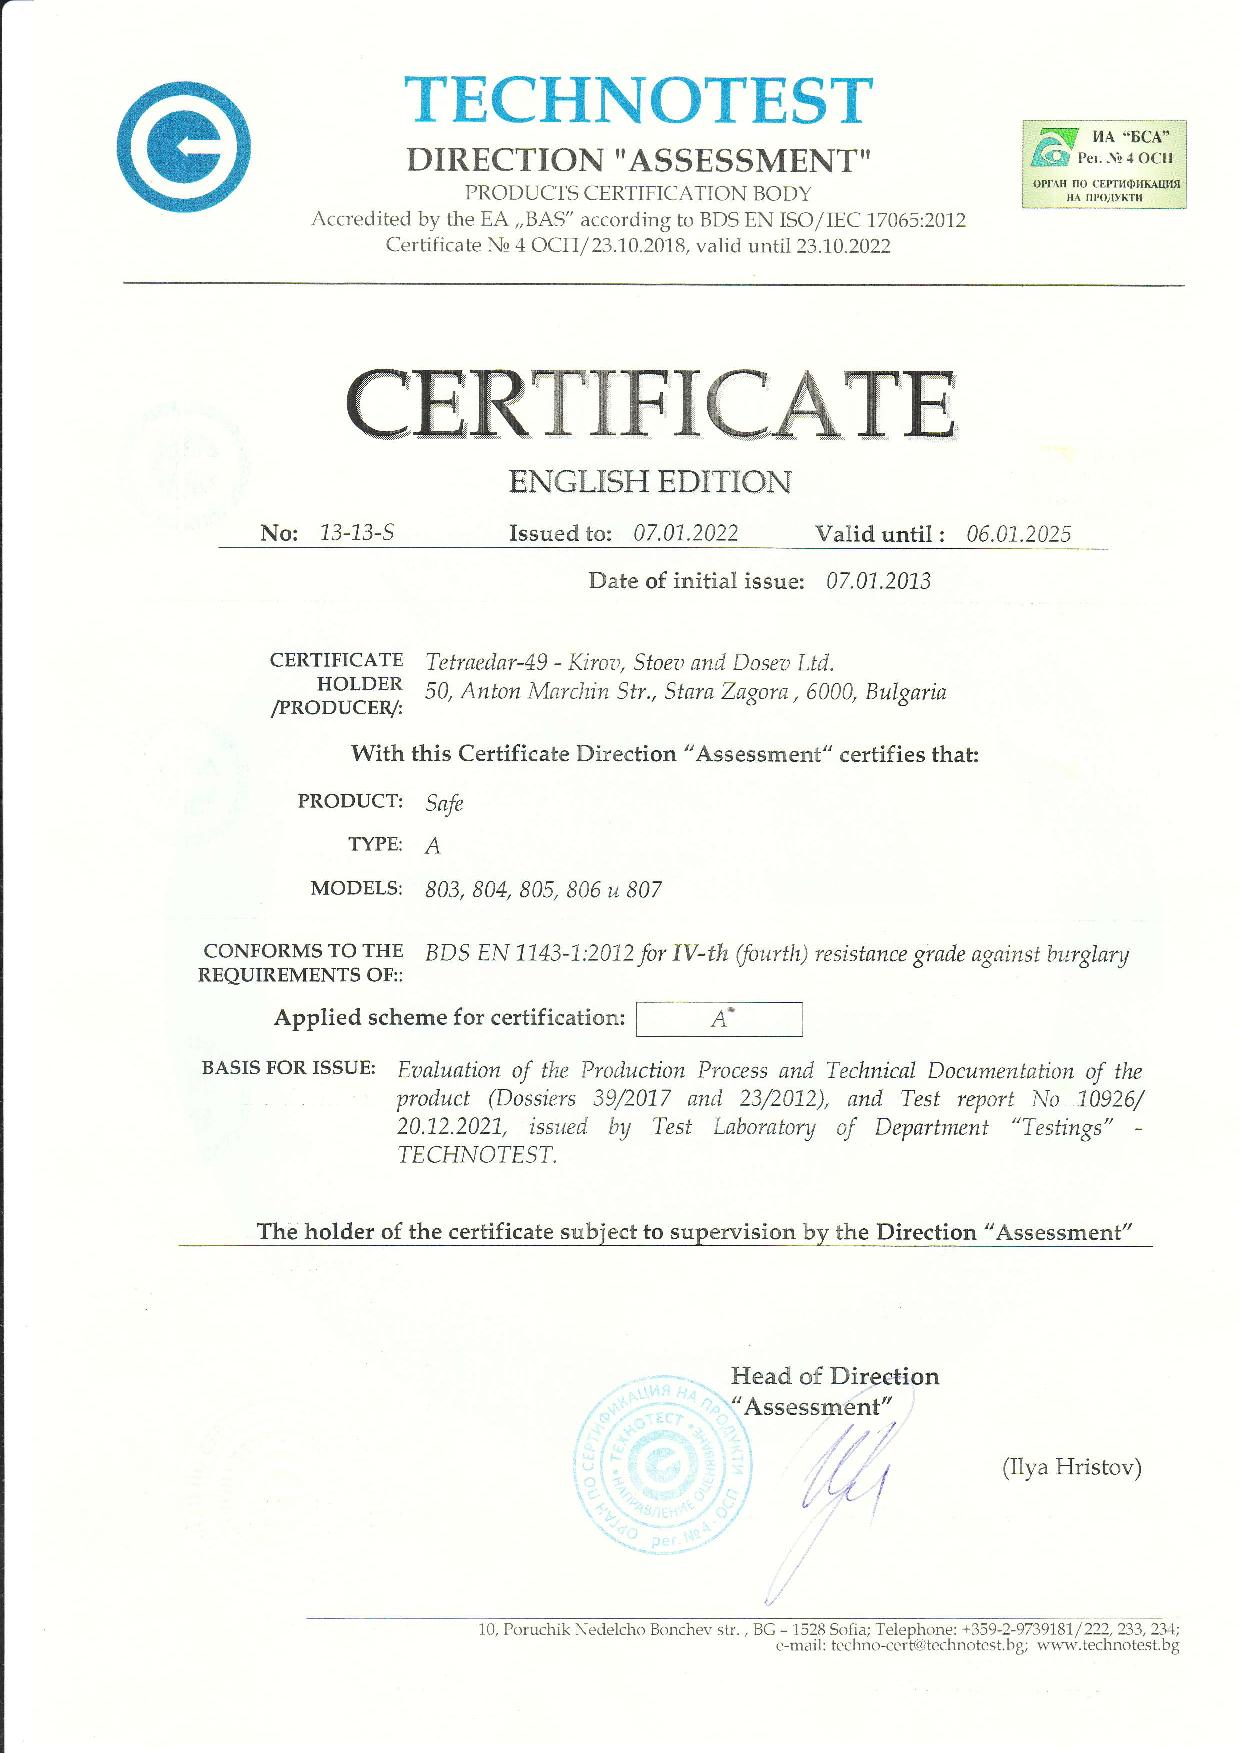 TECHNOTEST
DIRECTION "ASSESSMENT"
PRODUCTS CERTIFICATION BODY
Accredited by the EA „BAS” according to BDS EN ISO/IEC 17065:2012
Certificate № 4 ОСП/23.10.2018, valid until 23.10.2022
ИА “БСА”
Рег. № 4 ОСП
ОРГАН ПО СЕРТИФИКАЦИЯ
НА ПРОДУКТИ
CERTIFICATE
ENGLISH EDITION
No: 13-13-S Issued to: 07.01.2022 Valid until : 06.01.2025
Date of initial issue: 07.01.2013
CERTIFICATE HOLDER /PRODUCER/:
Tetraedar-49 - Kirov, Stoev and Dosev Ltd.
50, Anton Marchin Str., Stara Zagora , 6000, Bulgaria
With this Certificate Direction “Assessment“ certifies that:
PRODUCT: Safe
TYPE: A
MODELS: 803, 804, 805, 806 и 807
CONFORMS TO THE
REQUIREMENTS OF::
BDS EN 1143-1:2012 for IV-th (fourth) resistance grade against burglary
Applied scheme for certification: A*
BASIS FOR ISSUE: Evaluation of the Production Process and Technical Documentation of the
product (Dossiers 39/2017 and 23/2012), and Test report No 10926/
20.12.2021, issued by Test Laboratory of Department “Testings” -
TECHNOTEST.
The holder of the certificate subject to supervision by the Direction “Assessment”
Head of Direction
“Assessment”
(Ilya Hristov)
ОРГАН ПО СЕРТИФИКАЦИЯ НА ПРОДУКТИ
рег. № 4 - ОСП
ТЕХНОТЕСТ
НАПРАВЛЕНИЕ ОЦЕНЯВАНЕ
10, Poruchik Nedelcho Bonchev str. , BG – 1528 Sofia; Telephone: +359-2-9739181/222, 233, 234;
e-mail: techno-cert@technotest.bg; www.technotest.bg